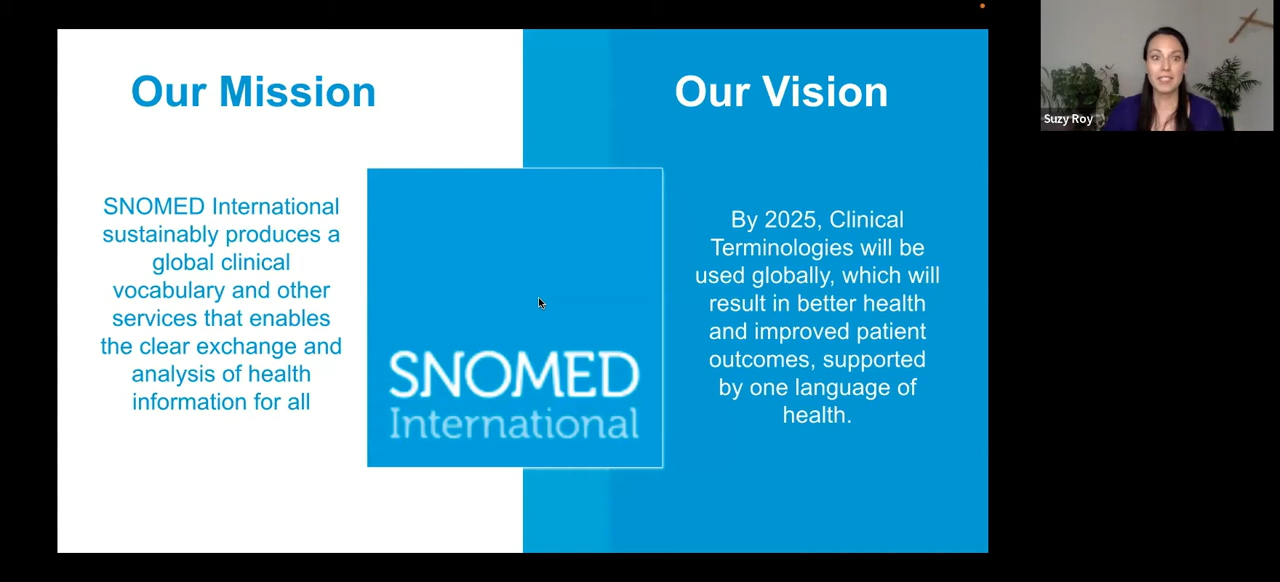 Our Mission
SNOMED International
sustainably produces a
global clinical
vocabulary and other
services that enables
the clear exchange and
analysis of health
information for all
SNOMED
International
Our Vision
By 2025, Clinical
Terminologies will be
used globally, which will
result in better health
and improved patient
outcomes, supported
by one language of
health.
Suzy Roy